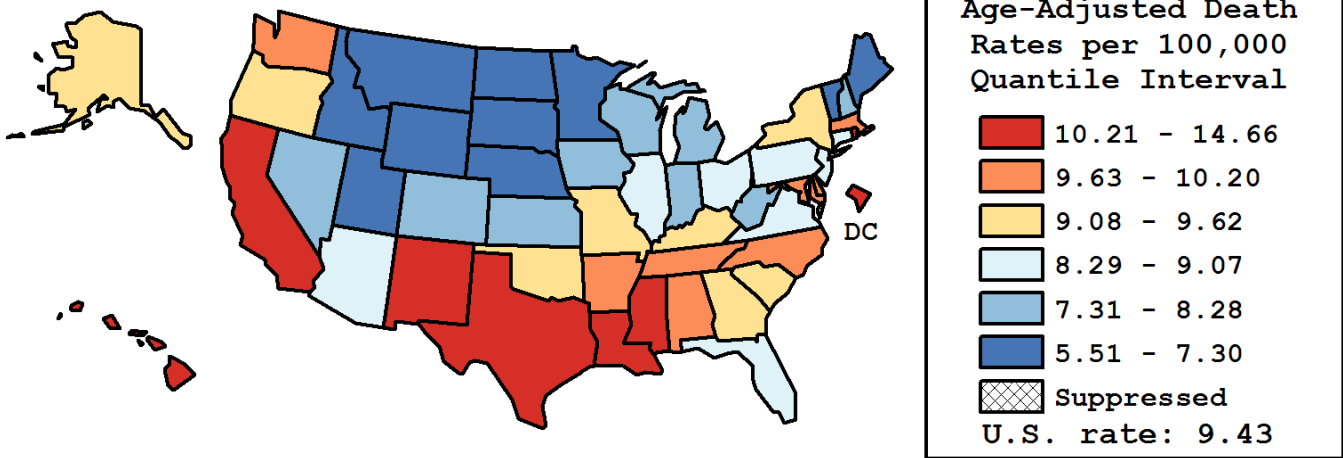 Age-Adjusted Death
Rates per 100,000
Quantile Interval
10.21 - 14.66
9.63 - 10.20
9.08 - 9.62
8.29 - 9.07
7.31 - 8.28
5.51 - 7.30
Suppressed
U.S. rate: 9.43
DC